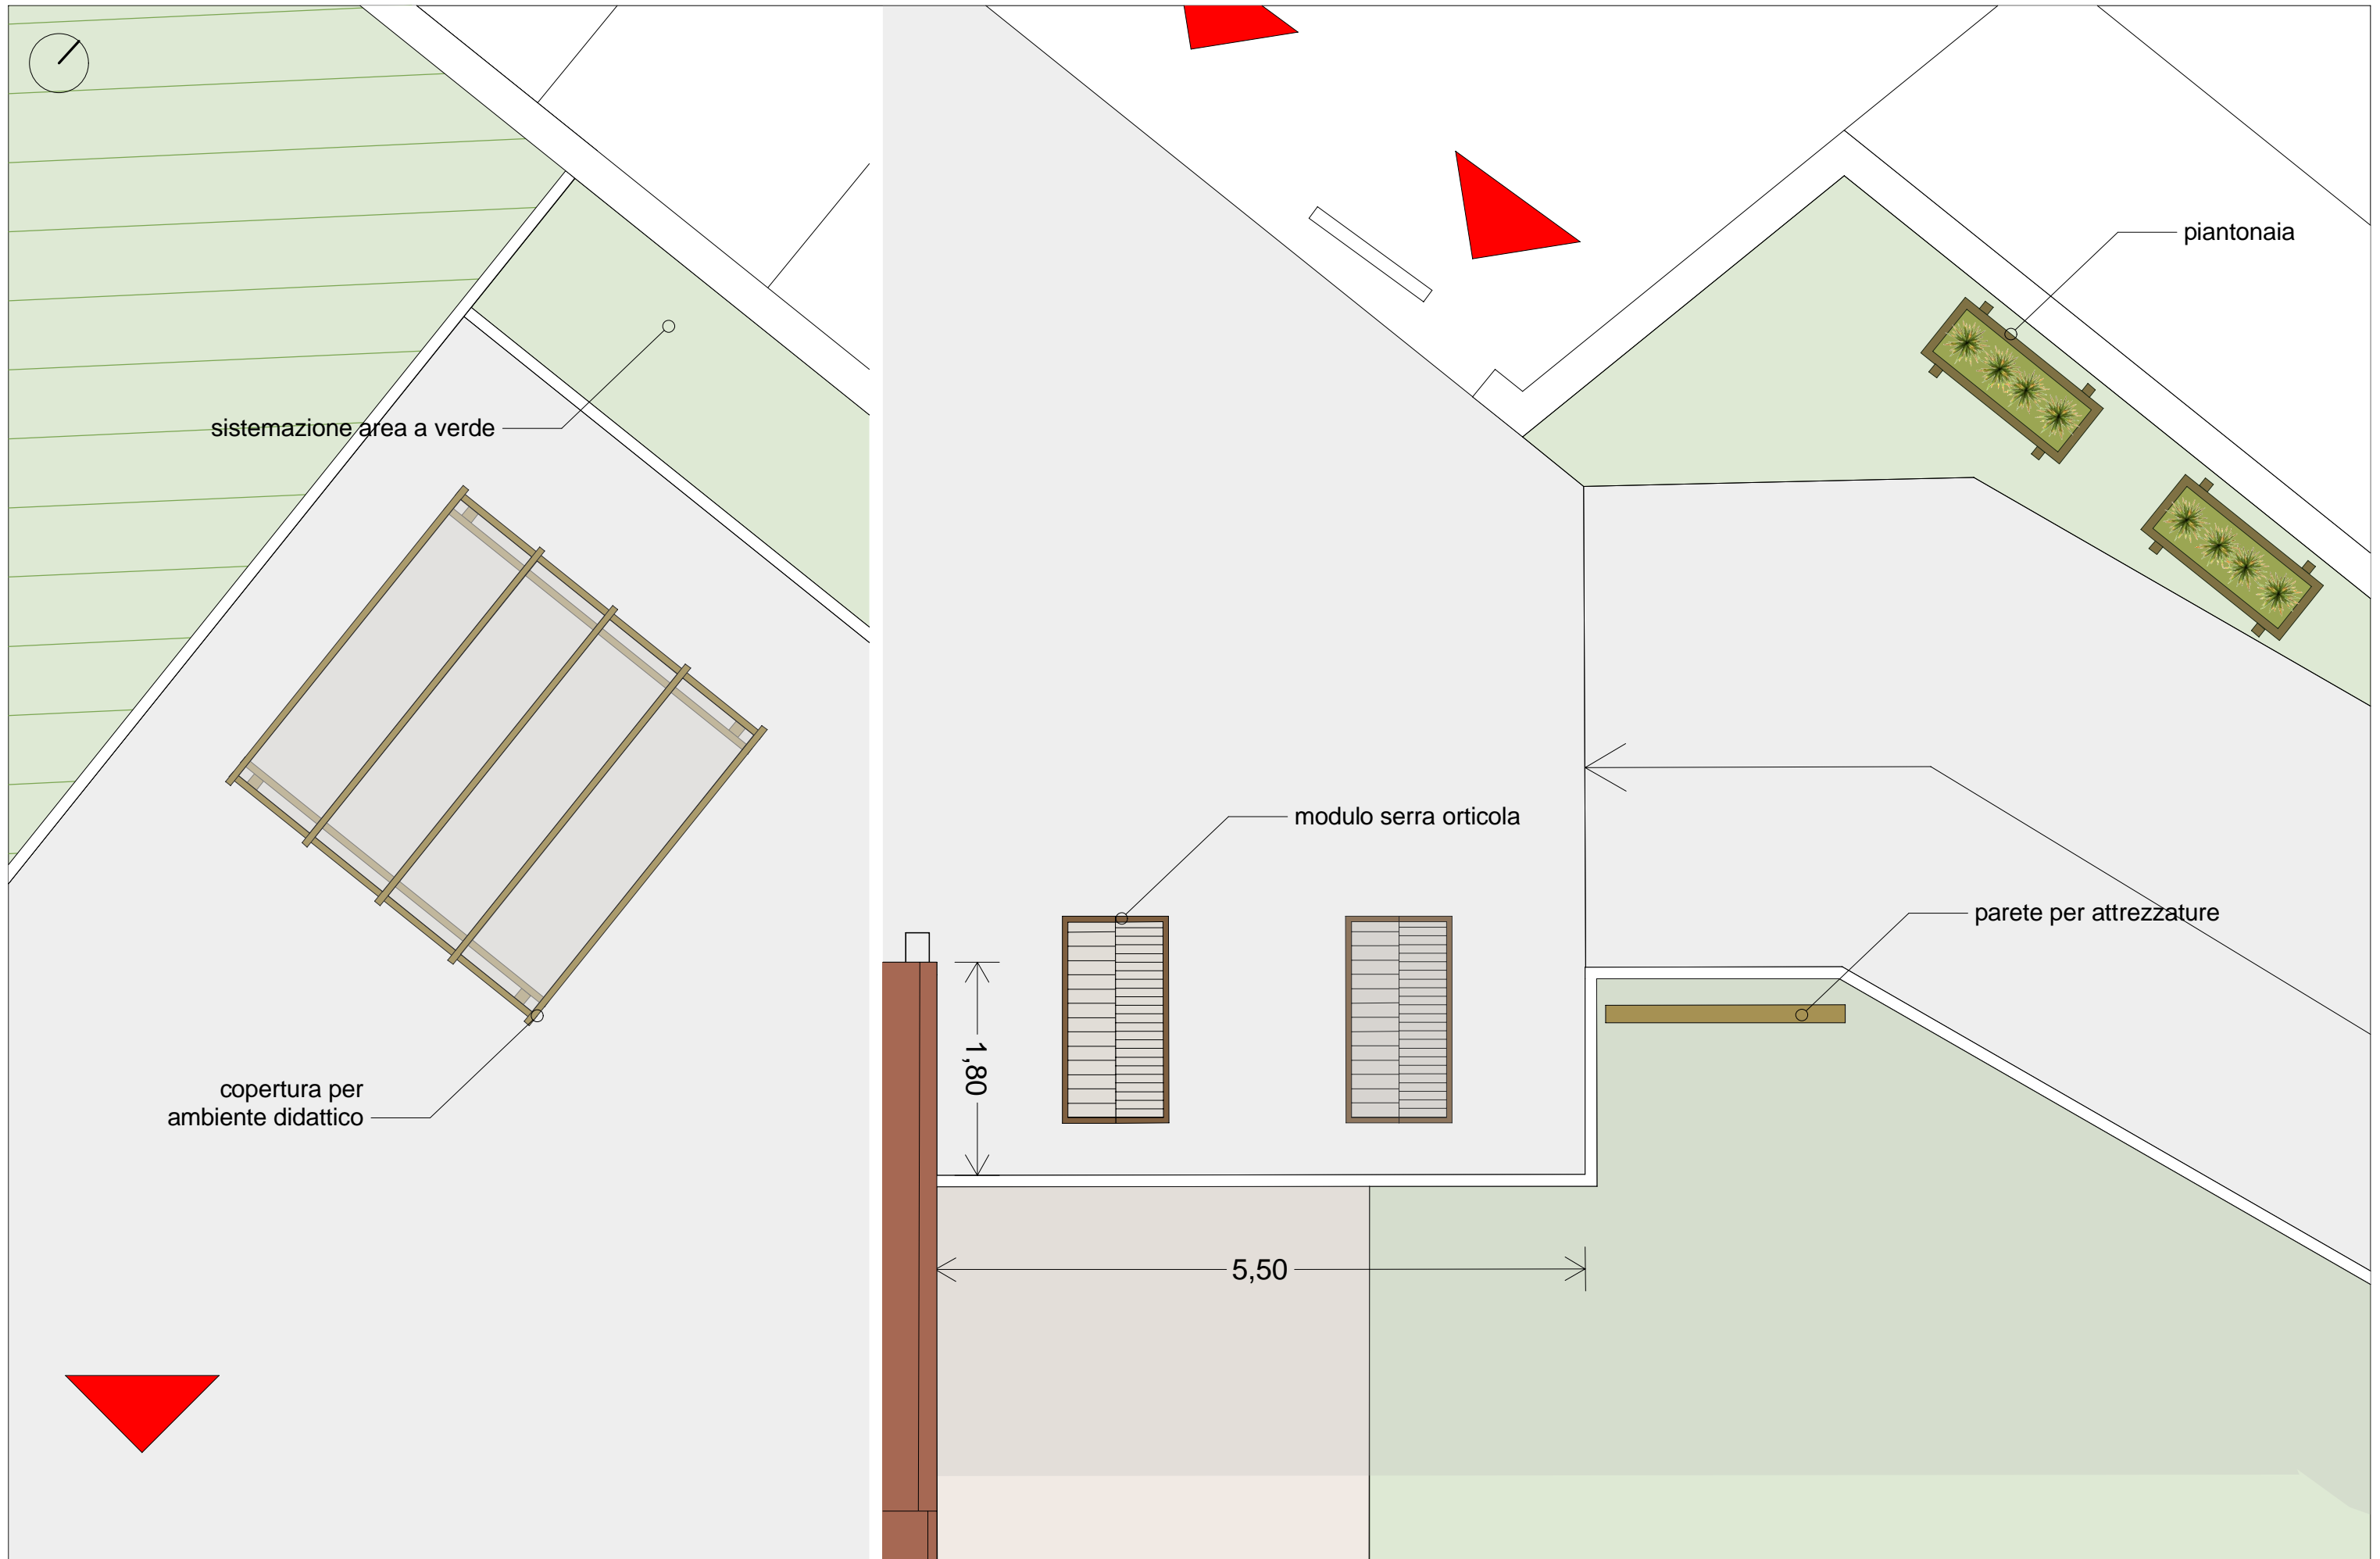 piantonaia
sistemazione area a verde
modulo serra orticola
parete per attrezzature
1,80
copertura per
ambiente didattico
5,50